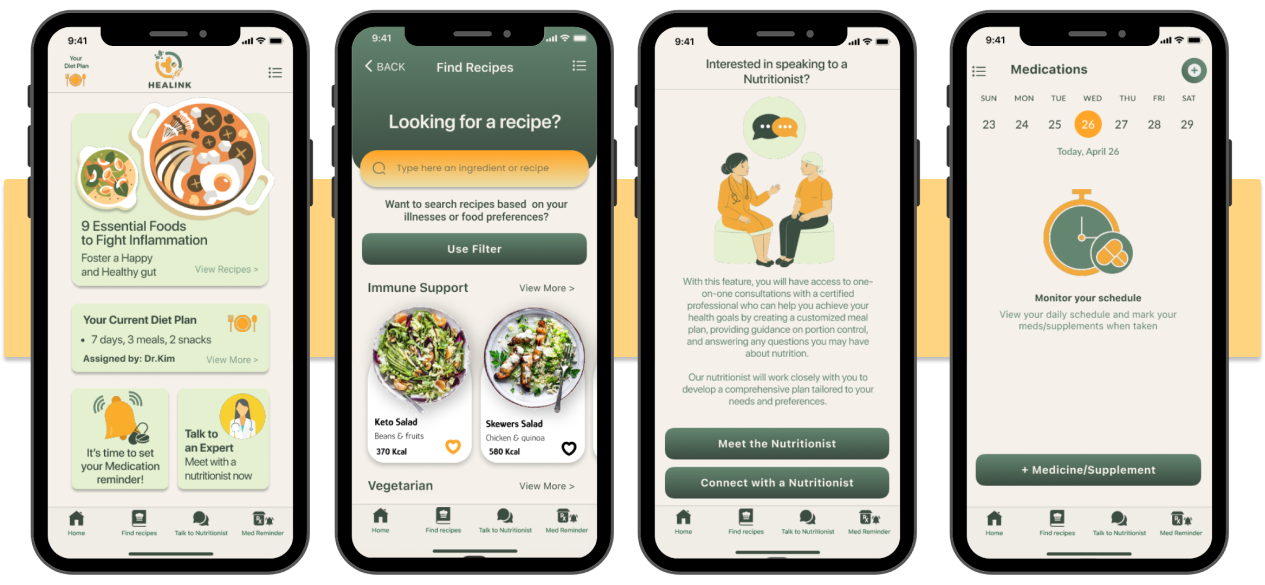 9:41
Your
Diet Plan
HEALINK
9 Essential Foods
to Fight Inflammation
Foster a Happy
and Healthy gut
View Recipes >
Your Current Diet Plan
• 7 days, 3 meals, 2 snacks
Assigned by: Dr.Kim
View More >
It's time to set
your Medication
reminder!
Talk to
an Expert
Meet with a
nutritionist now
Home
Find recipes
Talk to Nutritionist
Med Reminder
9:41
< BACK
Find Recipes
Looking for a recipe?
Type here an ingredient or recipe
Want to search recipes based on your
illnesses or food preferences?
Use Filter
Immune Support
View More >
Keto Salad
Beans & fruits
370 Kcal
Skewers Salad
Chicken & quinoa
580 Kcal
Vegetarian
View More >
Home
Find recipes
Talk to Nutritionist
Med Reminder
9:41
Interested in speaking to a
Nutritionist?
With this feature, you will have access to one-
on-one consultations with a certified
professional who can help you achieve your
health goals by creating a customized meal
plan, providing guidance on portion control,
and answering any questions you may have
about nutrition.
Our nutritionist will work closely with you to
develop a comprehensive plan tailored to your
needs and preferences.
Meet the Nutritionist
Connect with a Nutritionist
Home
Find recipes
Talk to Nutritionist
Med Reminder
9:41
Medications
SUN MON TUE WED THU FRI SAT
23 24 25 26 27 28 29
Today, April 26
Monitor your schedule
View your daily schedule and mark your
meds/supplements when taken
+ Medicine/Supplement
Home
Find recipes
Talk to Nutritionist
Med Reminder